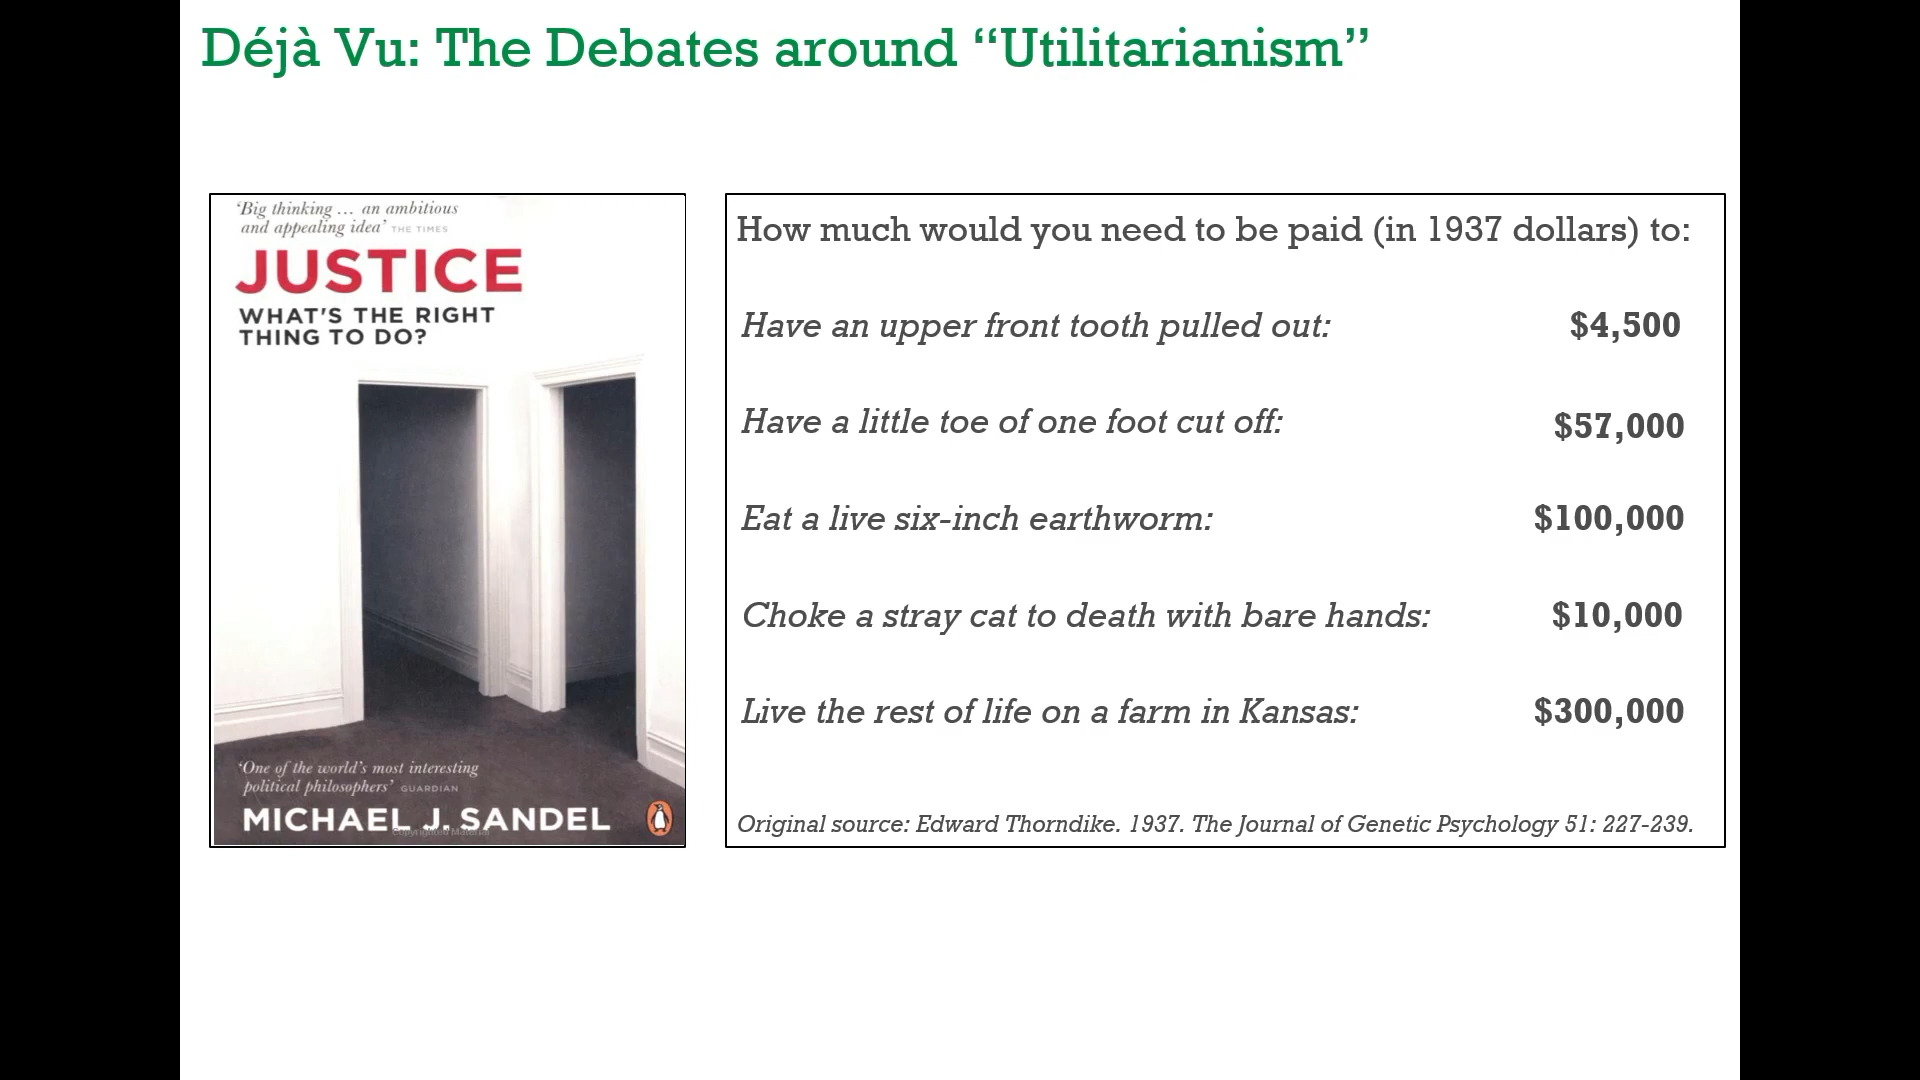 Déjà Vu: The Debates around “Utilitarianism”
‘Big thinking … an ambitious
and appealing idea’ THE TIMES
JUSTICE
WHAT'S THE RIGHT
THING TO DO?
‘One of the world's most interesting
political philosophers’ GUARDIAN
MICHAEL J. SANDEL
Copyrighted Material
How much would you need to be paid (in 1937 dollars) to:
Have an upper front tooth pulled out: $4,500
Have a little toe of one foot cut off: $57,000
Eat a live six-inch earthworm: $100,000
Choke a stray cat to death with bare hands: $10,000
Live the rest of life on a farm in Kansas: $300,000
Original source: Edward Thorndike. 1937. The Journal of Genetic Psychology 51: 227-239.